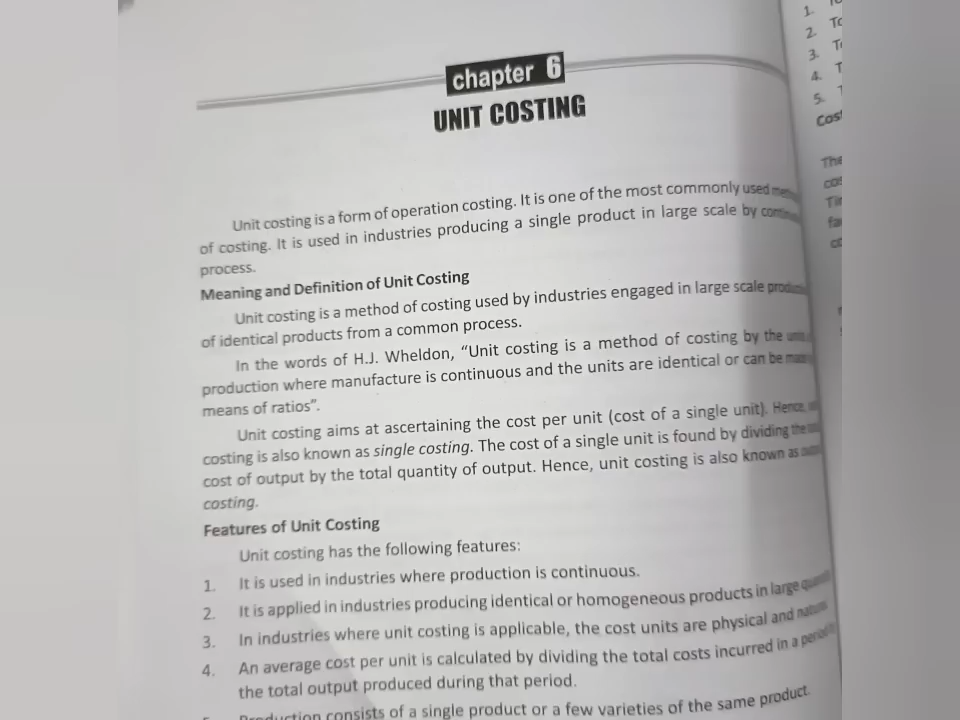 chapter 6
UNIT COSTING
Unit costing is a form of operation costing. It is one of the most commonly used
of costing. It is used in industries producing a single product in large scale by
process.
Meaning and Definition of Unit Costing
Unit costing is a method of costing used by industries engaged in large scale
of identical products from a common process.
In the words of H.J. Wheldon, “Unit costing is a method of costing by the
production where manufacture is continuous and the units are identical or can be
means of ratios”.
Unit costing aims at ascertaining the cost per unit (cost of a single unit). Hence,
costing is also known as single costing. The cost of a single unit is found by dividing the
cost of output by the total quantity of output. Hence, unit costing is also known as
costing.
Features of Unit Costing
Unit costing has the following features:
1. It is used in industries where production is continuous.
2. It is applied in industries producing identical or homogeneous products in large
3. In industries where unit costing is applicable, the cost units are physical and
4. An average cost per unit is calculated by dividing the total costs incurred in a
the total output produced during that period.
Production consists of a single product or a few varieties of the same product.
1.
2.
3.
4.
5.